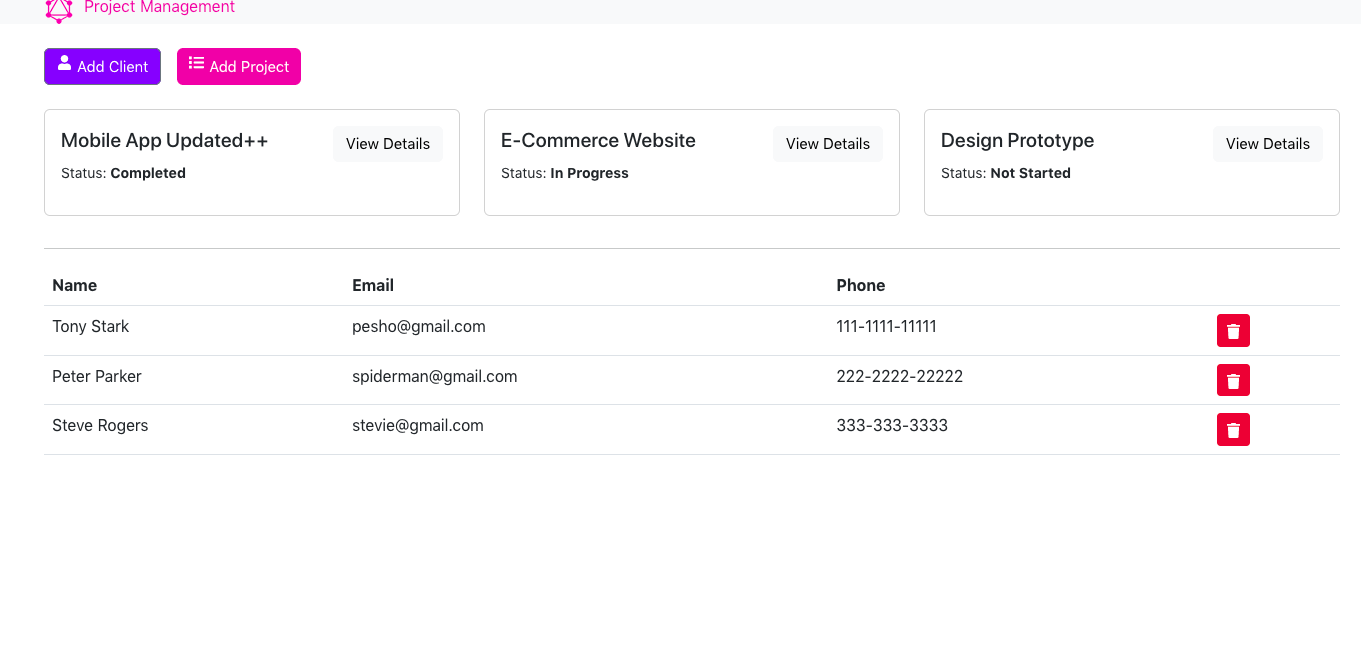 Project Management
Add Client Add Project
Mobile App Updated++ View Details
Status: Completed
E-Commerce Website View Details
Status: In Progress
Design Prototype View Details
Status: Not Started
Name Email Phone
Tony Stark pesho@gmail.com 111-1111-11111
Peter Parker spiderman@gmail.com 222-2222-22222
Steve Rogers stevie@gmail.com 333-333-3333